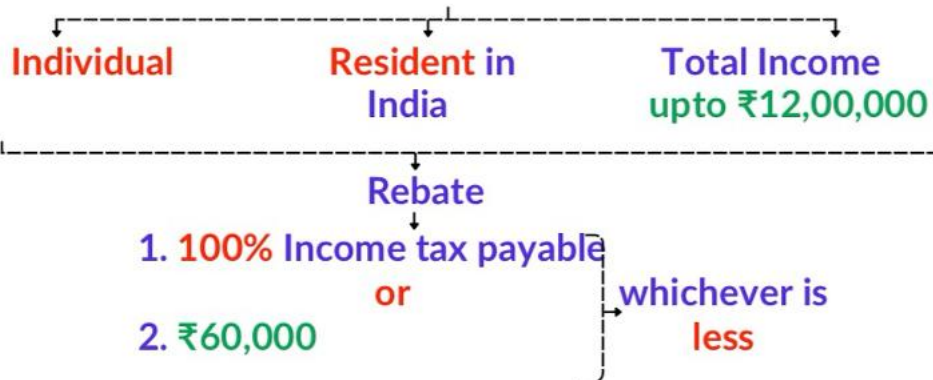 Individual
Resident in
India
Total Income
upto ₹12,00,000
Rebate
1. 100% Income tax payable
or
2. ₹60,000
whichever is
less